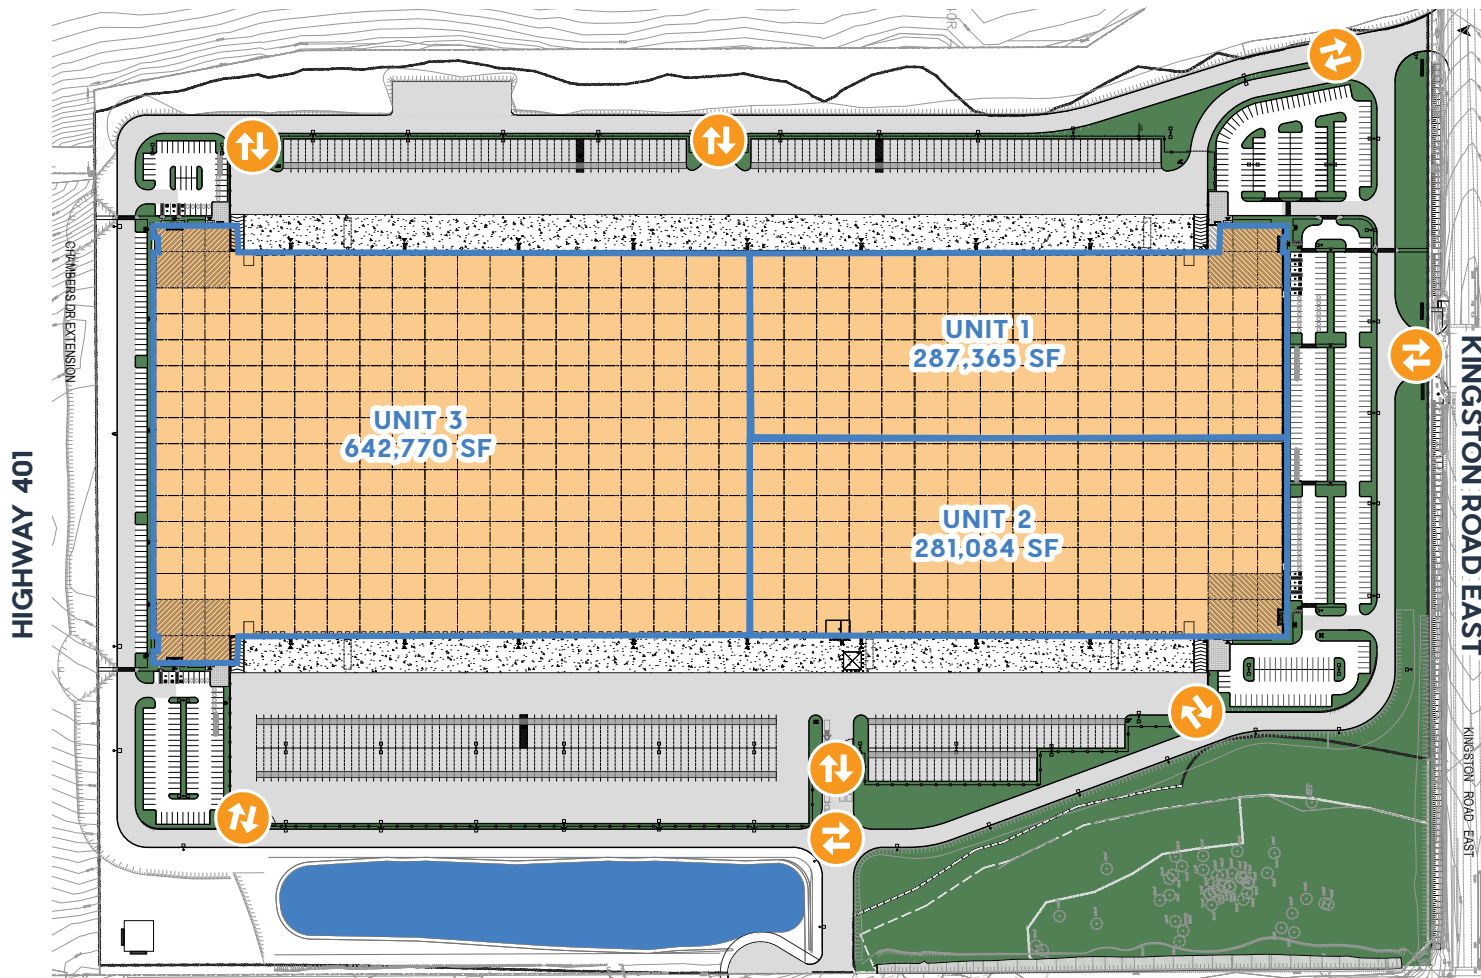 HIGHWAY 401
CHAMBERS DR EXTENSION
UNIT 3
642,770 SF
UNIT 1
287,365 SF
UNIT 2
281,084 SF
KINGSTON ROAD EAST
KINGSTON ROAD EAST